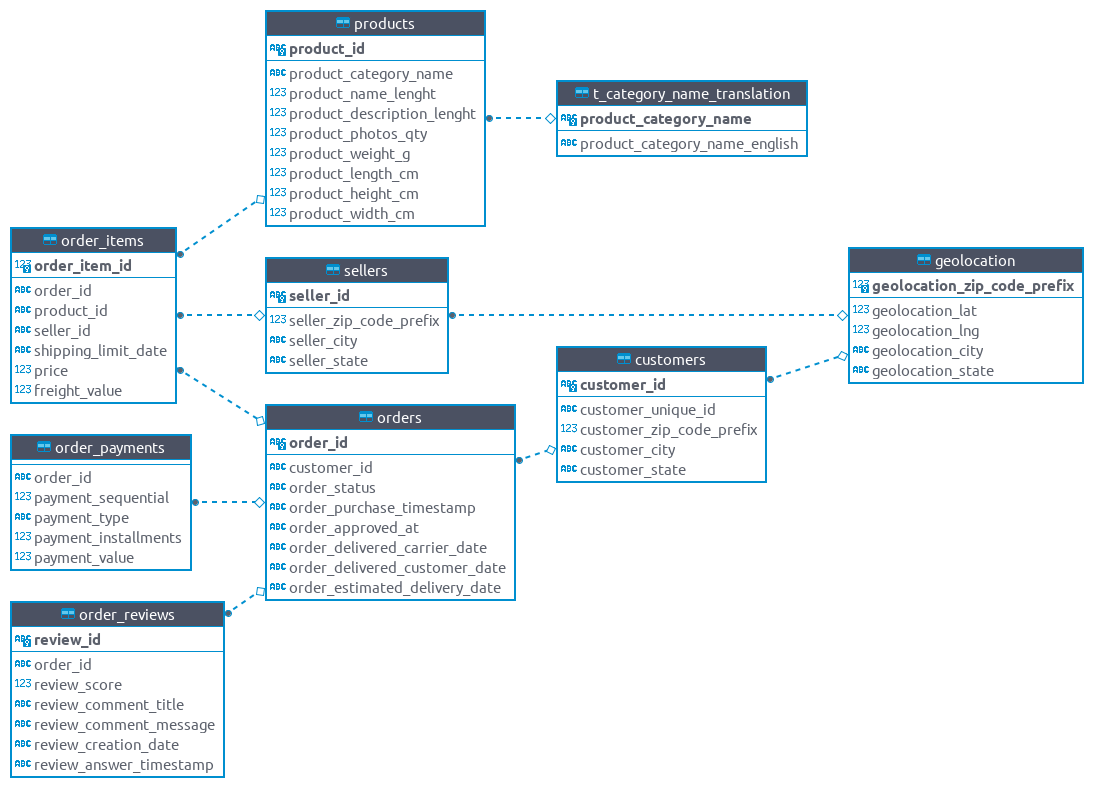 products
product_id
product_category_name
product_name_lenght
product_description_lenght
product_photos_qty
product_weight_g
product_length_cm
product_height_cm
product_width_cm
t_category_name_translation
product_category_name
product_category_name_english
order_items
order_item_id
order_id
product_id
seller_id
shipping_limit_date
price
freight_value
sellers
seller_id
seller_zip_code_prefix
seller_city
seller_state
geolocation
geolocation_zip_code_prefix
geolocation_lat
geolocation_lng
geolocation_city
geolocation_state
customers
customer_id
customer_unique_id
customer_zip_code_prefix
customer_city
customer_state
orders
order_id
customer_id
order_status
order_purchase_timestamp
order_approved_at
order_delivered_carrier_date
order_delivered_customer_date
order_estimated_delivery_date
order_payments
order_id
payment_sequential
payment_type
payment_installments
payment_value
order_reviews
review_id
order_id
review_score
review_comment_title
review_comment_message
review_creation_date
review_answer_timestamp